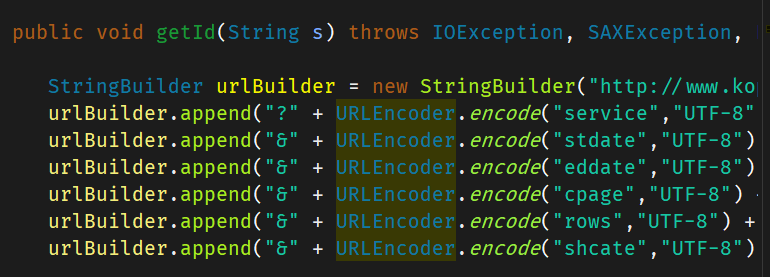 public void getId(String s) throws IOException, SAXException,
StringBuilder urlBuilder = new StringBuilder("http://www.kop
urlBuilder.append("?" + URLEncoder.encode("service","UTF-8"
urlBuilder.append("&" + URLEncoder.encode("stdate","UTF-8")
urlBuilder.append("&" + URLEncoder.encode("eddate","UTF-8")
urlBuilder.append("&" + URLEncoder.encode("cpage","UTF-8") +
urlBuilder.append("&" + URLEncoder.encode("rows","UTF-8") +
urlBuilder.append("&" + URLEncoder.encode("shcate","UTF-8")